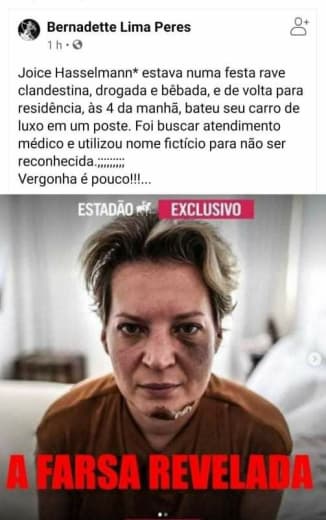 Bernadette Lima Peres
1 h •
Joice Hasselmann* estava numa festa rave
clandestina, drogada e bêbada, e de volta para
residência, às 4 da manhã, bateu seu carro de
luxo em um poste. Foi buscar atendimento
médico e utilizou nome fictício para não ser
reconhecida.;;;;;;;;;
Vergonha é pouco!!!...
ESTADÃO EXCLUSIVO
A FARSA REVELADA